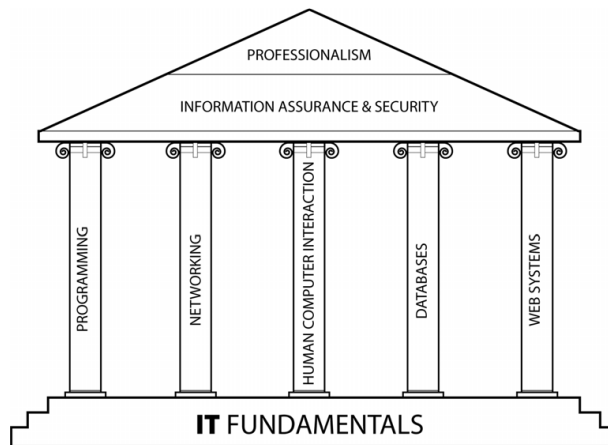 PROFESSIONALISM
INFORMATION ASSURANCE & SECURITY
PROGRAMMING
NETWORKING
HUMAN COMPUTER INTERACTION
DATABASES
WEB SYSTEMS
IT FUNDAMENTALS